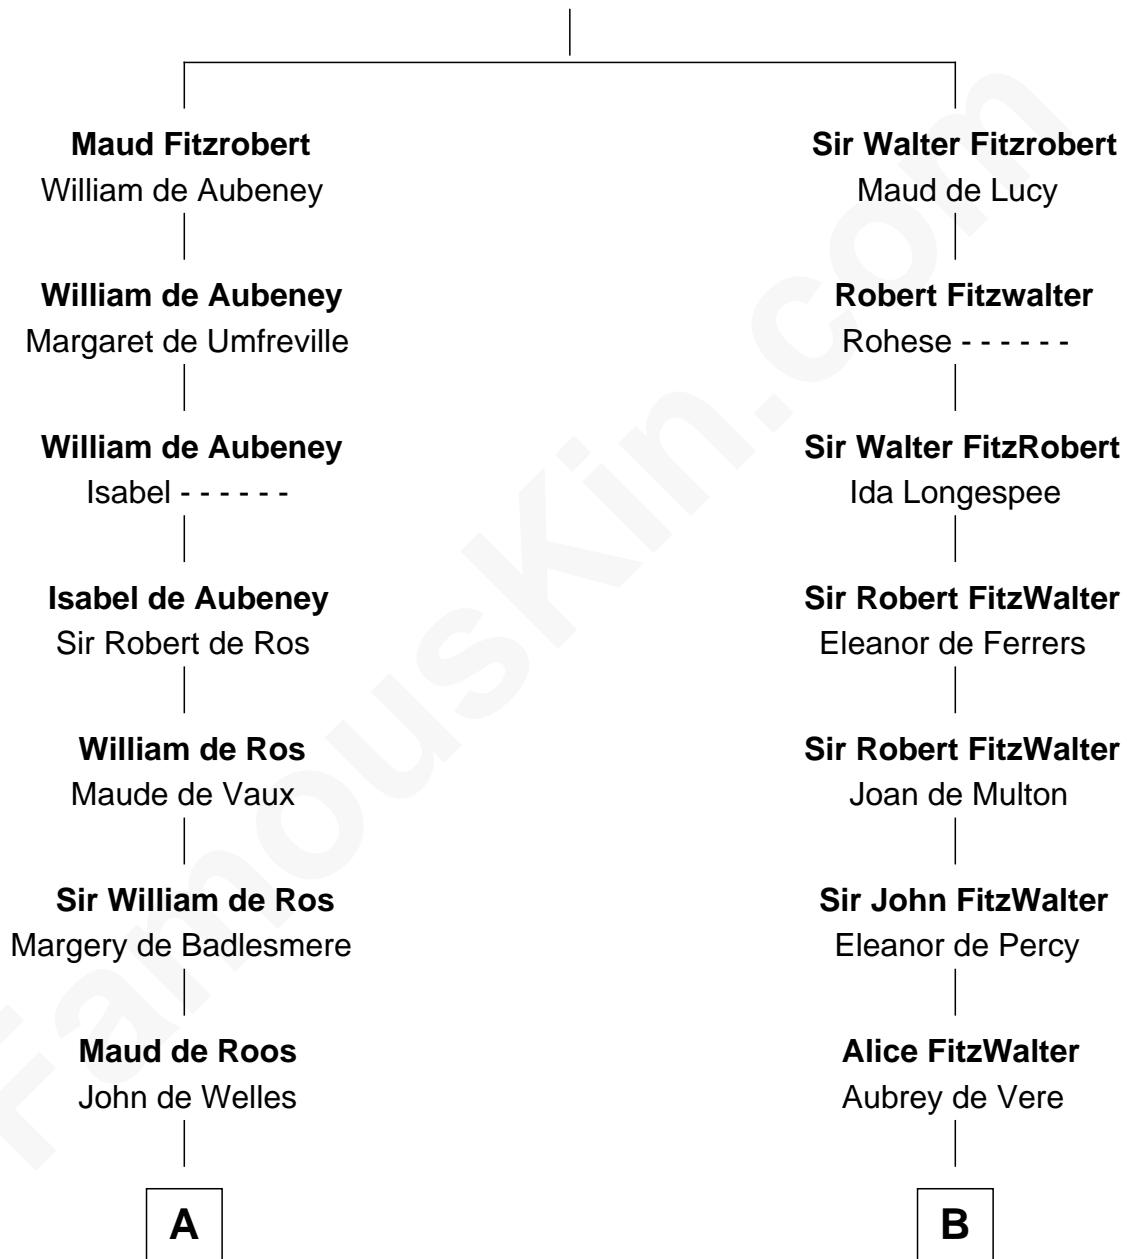 Maud Fitzrobert
William de Aubeney
William de Aubeney
Margaret de Umfreville
William de Aubeney
Isabel - - - - - -
Isabel de Aubeney
Sir Robert de Ros
William de Ros
Maude de Vaux
Sir William de Ros
Margery de Badlesmere
Maud de Roos
John de Welles
A
Sir Walter Fitzrobert
Maud de Lucy
Robert Fitzwalter
Rohese - - - - - -
Sir Walter FitzRobert
Ida Longespee
Sir Robert FitzWalter
Eleanor de Ferrers
Sir Robert FitzWalter
Joan de Multon
Sir John FitzWalter
Eleanor de Percy
Alice FitzWalter
Aubrey de Vere
B
FamousKin.com